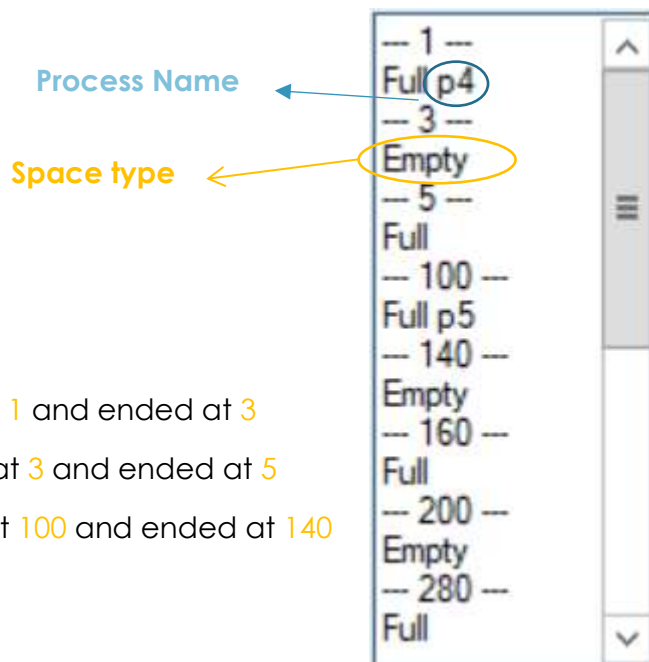 Process Name
Space type
1 and ended at 3
at 3 and ended at 5
t 100 and ended at 140
--- 1 ---
Full p4
--- 3 ---
Empty
--- 5 ---
Full
--- 100 ---
Full p5
--- 140 ---
Empty
--- 160 ---
Full
--- 200 ---
Empty
--- 280 ---
Full